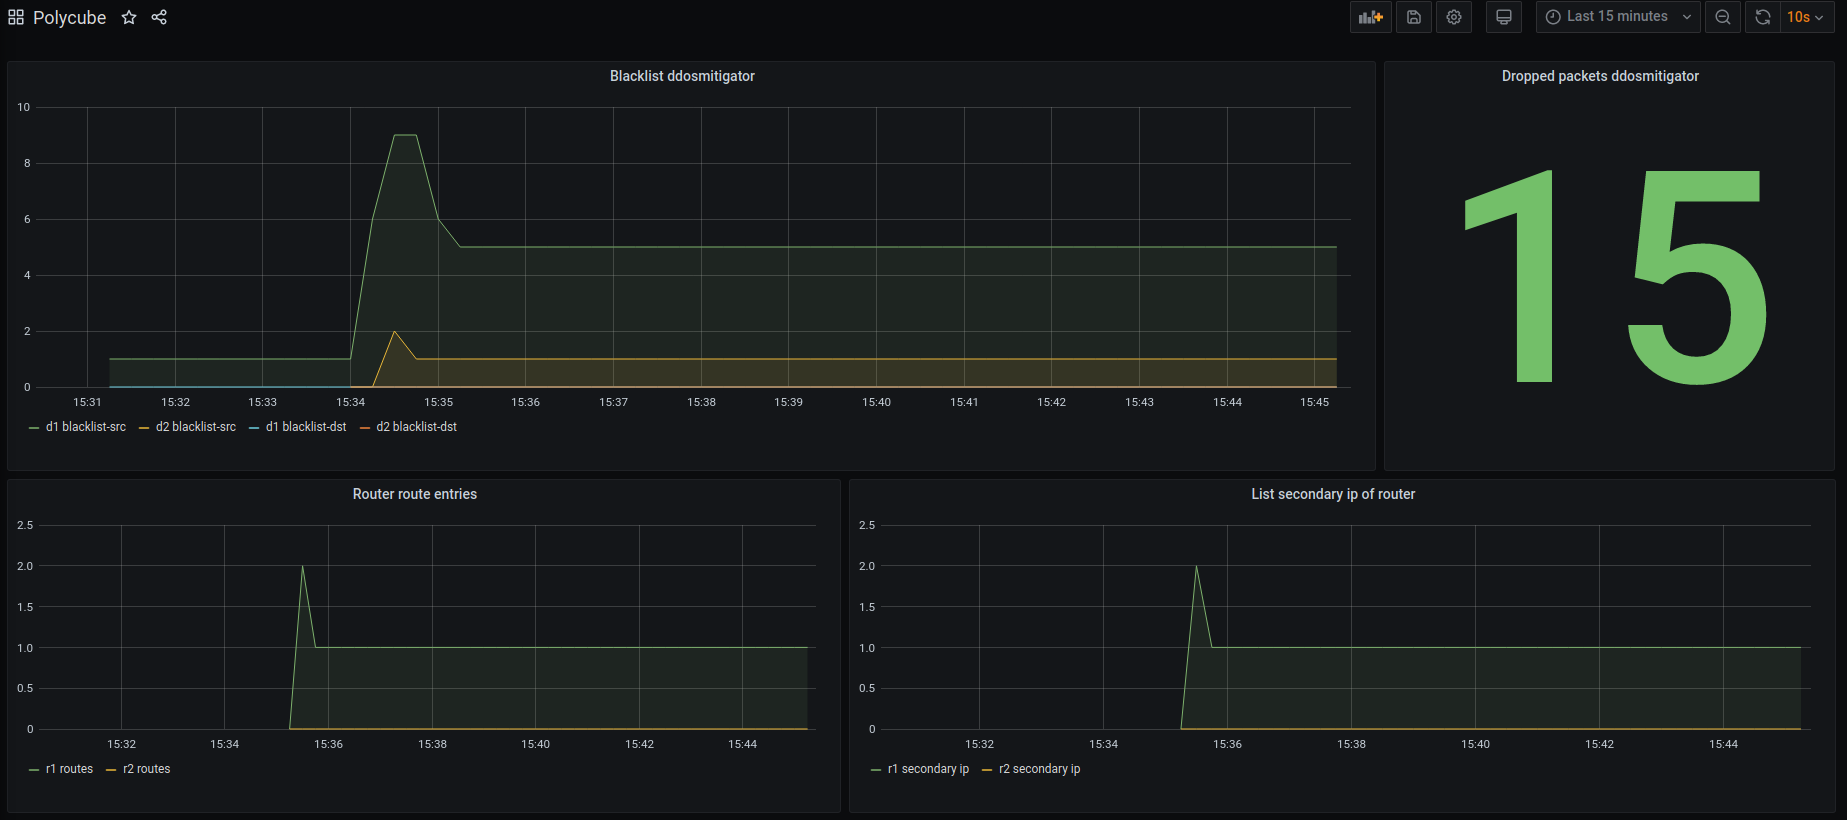 Polycube
Last 15 minutes
10s
Blacklist ddosmitigator
10
8
6
4
2
0
15:31 15:32 15:33 15:34 15:35 15:36 15:37 15:38 15:39 15:40 15:41 15:42 15:43 15:44 15:45
d1 blacklist-src d2 blacklist-src d1 blacklist-dst d2 blacklist-dst
Dropped packets ddosmitigator
15
Router route entries
2.5
2.0
1.5
1.0
0.5
0
15:32 15:34 15:36 15:38 15:40 15:42 15:44
r1 routes r2 routes
List secondary ip of router
2.5
2.0
1.5
1.0
0.5
0
15:32 15:34 15:36 15:38 15:40 15:42 15:44
r1 secondary ip r2 secondary ip